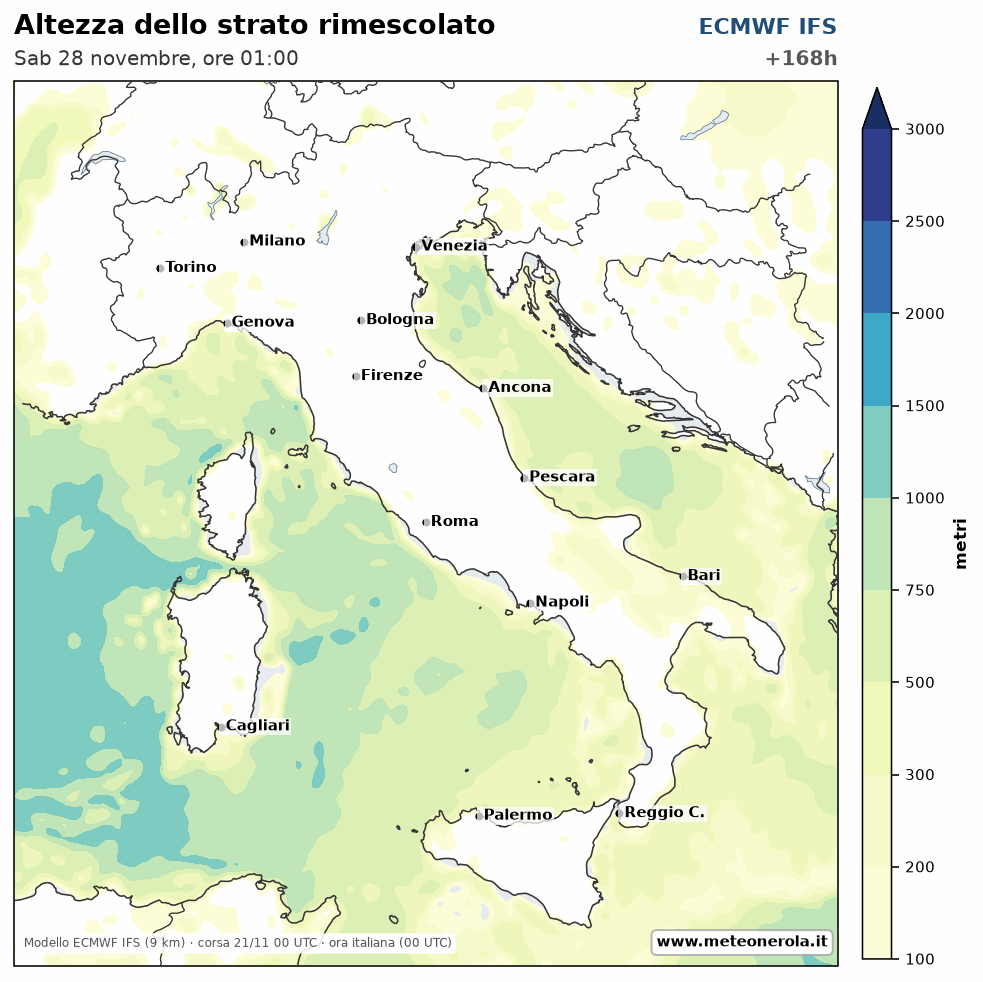 Altezza dello strato rimescolato
ECMWF IFS
Sab 28 novembre, ore 01:00
+168h
3000
2500
2000
1500
1000
750
500
300
200
100
metri
Milano
Venezia
Torino
Genova
Bologna
Firenze
Ancona
Pescara
Roma
Bari
Napoli
Cagliari
Palermo
Reggio C.
Modello ECMWF IFS (9 km) · corsa 21/11 00 UTC · ora italiana (00 UTC)
www.meteonerola.it